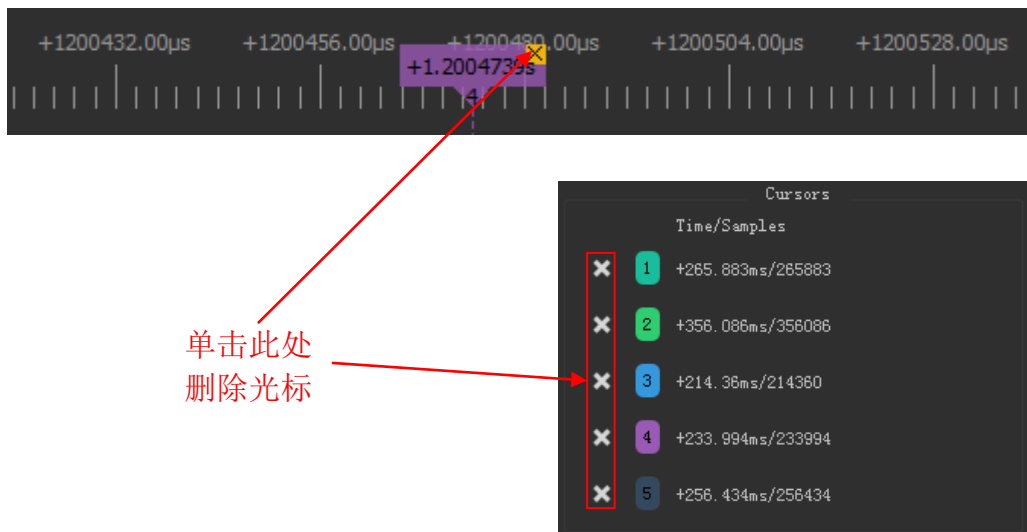 +1200432.00µs +1200456.00µs +1200480.00µs +1200504.00µs +1200528.00µs
+1.2004739s
4
Cursors
Time/Samples
1 +265.883ms/265883
2 +356.086ms/356086
3 +214.36ms/214360
4 +233.994ms/233994
5 +256.434ms/256434
单击此处
删除光标